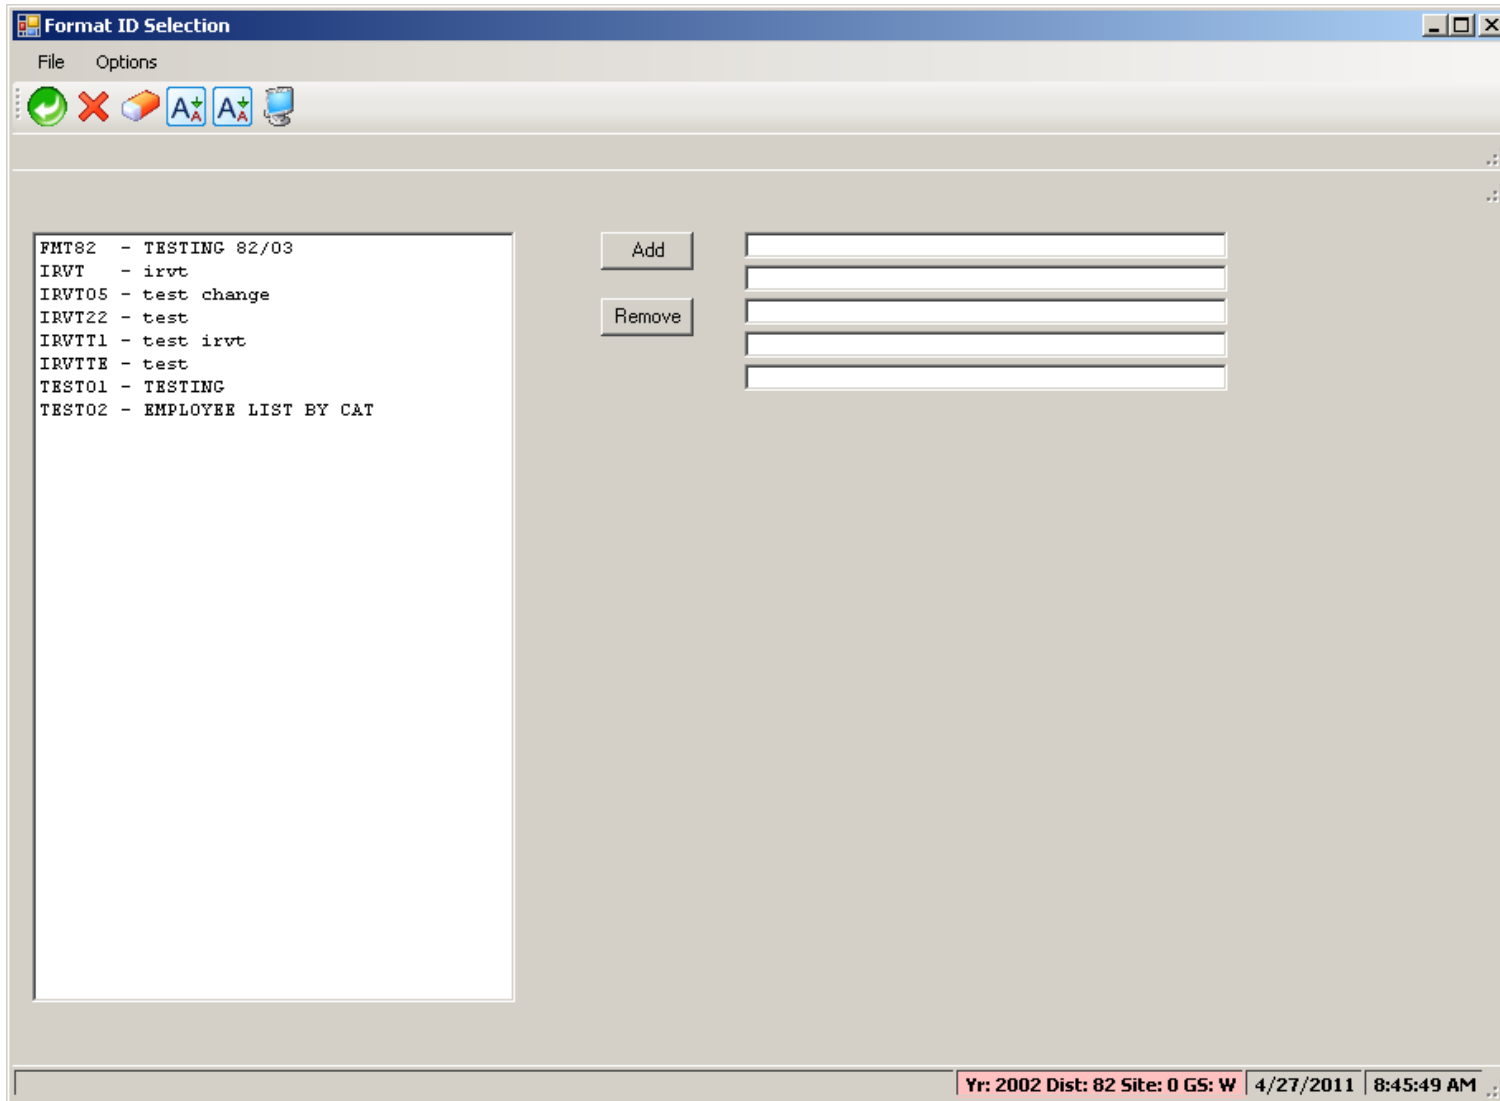 Format ID Selection
File Options
FMT82 - TESTING 82/03
IRVT - irvt
IRVT05 - test change
IRVT22 - test
IRVTT1 - test irvt
IRVTTE - test
TEST01 - TESTING
TEST02 - EMPLOYEE LIST BY CAT
Add
Remove
Yr: 2002 Dist: 82 Site: 0 GS: W 4/27/2011 8:45:49 AM